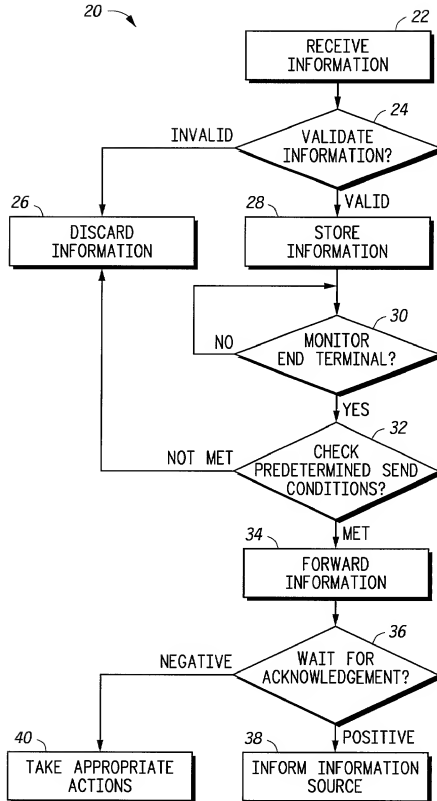 20
22
RECEIVE
INFORMATION
24
INVALID
VALIDATE
INFORMATION?
VALID
26
DISCARD
INFORMATION
28
STORE
INFORMATION
30
NO
MONITOR
END TERMINAL?
YES
32
NOT MET
CHECK
PREDETERMINED SEND
CONDITIONS?
MET
34
FORWARD
INFORMATION
36
NEGATIVE
WAIT FOR
ACKNOWLEDGEMENT?
POSITIVE
40
TAKE APPROPRIATE
ACTIONS
38
INFORM INFORMATION
SOURCE